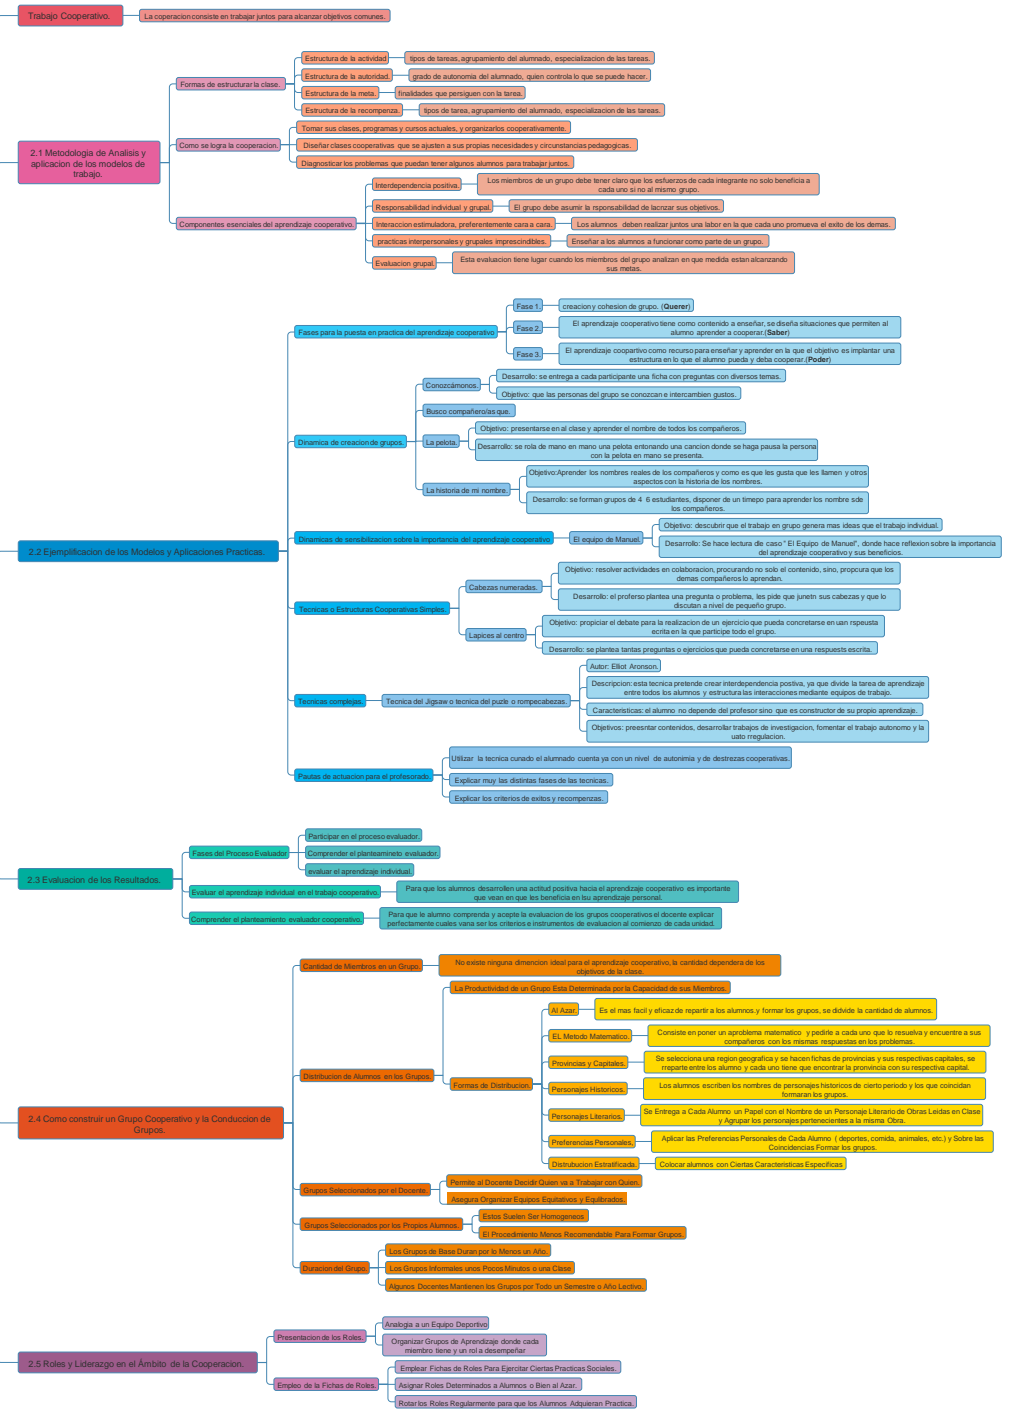 Trabajo Cooperativo.
La coperacion consiste en trabajar juntos para alcanzar objetivos comunes.
2.1 Metodologia de Analisis y
aplicacion de los modelos de
trabajo.
Formas de estructurar la clase.
Estructura de la actividad
tipos de tareas, agrupamiento del alumnado, especialización de las tareas.
Estructura de la autoridad.
grado de autonomia del alumnado, quien controla lo que se puede hacer.
Estructura de la meta.
finalidades que persiguen con la tarea.
Estructura de la recompenza.
tipos de tarea, agrupamiento del alumnado, especializacion de las tareas.
Como se logra la cooperacion.
Tomar sus clases, programas y cursos actuales, y organizarlos cooperativamente.
Diseñar clases cooperativas que se ajusten a sus propias necesidades y circunstancias pedagogicas.
Diagnosticar los problemas que puedan tener algunos alumnos para trabajar juntos.
Componentes esenciales del aprendizaje cooperativo.
Interdependencia positiva.
Los miembros de un grupo debe tener claro que los esfuerzos de cada integrante no solo beneficia a
cada uno si no al mismo grupo.
Responsabilidad individual y grupal.
El grupo debe asumir la rsponsabilidad de lacnzar sus objetivos.
Interaccion estimuladora, preferentemente cara a cara.
Los alumnos deben realizar juntos una labor en la que cada uno promueva el exito de los demas.
practicas interpersonales y grupales imprescindibles.
Enseñar a los alumnos a funcionar como parte de un grupo.
Evaluacion grupal.
Esta evaluacion tiene lugar cuando los miembros del grupo analizan en que medida estan alcanzando
sus metas.
2.2 Ejemplificacion de los Modelos y Aplicaciones Practicas.
Fases para la puesta en practica del aprendizaje cooperativo
Fase 1.
creacion y cohesion de grupo. (Querer)
Fase 2.
El aprendizaje cooperativo tiene como contenido a enseñar, se diseña situaciones que permiten al
alumno aprender a cooperar.(Saber)
Fase 3.
El aprendizaje coopartivo como recurso para enseñar y aprender en la que el objetivo es implantar una
estructura en lo que el alumno pueda y deba cooperar.(Poder)
Dinamica de creacion de grupos.
Conozcámonos.
Desarrollo: se entrega a cada participante una ficha con preguntas con diversos temas.
Objetivo: que las personas del grupo se conozcan e intercambien gustos.
Busco compañero/as que.
La pelota.
Objetivo: presentarse en al clase y aprender el nombre de todos los compañeros.
Desarrollo: se rola de mano en mano una pelota entonando una cancion donde se haga pausa la persona
con la pelota en mano se presenta.
La historia de mi nombre.
Objetivo:Aprender los nombres reales de los compañeros y como es que les gusta que les llamen y otros
aspectos con la historia de los nombres.
Desarrollo: se forman grupos de 4 6 estudiantes, disponer de un timepo para aprender los nombre sde
los compañeros.
Dinamicas de sensibilizacion sobre la importancia del aprendizaje cooperativo
El equipo de Manuel.
Objetivo: descubrir que el trabajo en grupo genera mas ideas que el trabajo individual.
Desarrollo: Se hace lectura dle caso " El Equipo de Manuel", donde hace reflexion sobre la importancia
del aprendizaje cooperativo y sus beneficios.
Tecnicas o Estructuras Cooperativas Simples.
Cabezas numeradas.
Objetivo: resolver actividades en colaboracion, procurando no solo el contenido, sino, propcura que los
demas compañeros lo aprendan.
Desarrollo: el proferso plantea una pregunta o problema, les pide que junetn sus cabezas y que lo
discutan a nivel de pequeño grupo.
Lapices al centro
Objetivo: propiciar el debate para la realizacion de un ejercicio que pueda concretarse en uan rspeusta
ecrita en la que participe todo el grupo.
Desarrollo: se plantea tantas preguntas o ejercicios que pueda concretarse en una respuests escrita.
Tecnicas complejas.
Tecnica del Jigsaw o tecnica del puzle o rompecabezas.
Autor: Elliot Aronson.
Descripcion: esta tecnica pretende crear interdependencia postiva, ya que divide la tarea de aprendizaje
entre todos los alumnos y estructura las interacciones mediante equipos de trabajo.
Caracteristicas: el alumno no depende del profesor sino que es constructor de su propio aprendizaje.
Objetivos: preesntar contenidos, desarrollar trabajos de investigacion, fomentar el trabajo autonomo y la
uato rregulacion.
Pautas de actuacion para el profesorado.
Utilizar la tecnica cunado el alumnado cuenta ya con un nivel de autonimia y de destrezas cooperativas.
Explicar muy las distintas fases de las tecnicas.
Explicar los criterios de exitos y recompenzas.
2.3 Evaluacion de los Resultados.
Fases del Proceso Evaluador
Participar en el proceso evaluador.
Comprender el planteamineto evaluador.
evaluar el aprendizaje individual.
Evaluar el aprendizaje individual en el trabajo cooperativo.
Para que los alumnos desarrollen una actitud positiva hacia el aprendizaje cooperativo es importante
que vean en que les beneficia en lsu aprendizaje personal.
Comprender el planteamiento evaluador cooperativo.
Para que le alumno comprenda y acepte la evaluacion de los grupos cooperativos el docente explicar
perfectamente cuales vana ser los criterios e instrumentos de evaluacion al comienzo de cada unidad.
2.4 Como construir un Grupo Cooperativo y la Conduccion de
Grupos.
Cantidad de Miembros en un Grupo.
No existe ninguna dimencion ideal para el aprendizaje cooperativo, la cantidad dependera de los
objetivos de la clase.
Distribucion de Alumnos en los Grupos.
La Productividad de un Grupo Esta Determinada por la Capacidad de sus Miembros.
Formas de Distribucion.
Al Azar.
Es el mas facil y eficaz de repartir a los alumnos.y formar los grupos, se didvide la cantidad de alumnos.
EL Metodo Matematico.
Consiste en poner un aproblema matematico y pedirle a cada uno que lo resuelva y encuentre a sus
compañeros con los mismas respuestas en los problemas.
Provincias y Capitales.
Se selecciona una region geografica y se hacen fichas de provincias y sus respectivas capitales, se
rreparte entre los alumno y cada uno tiene que encontrar la provincia con su respectiva capital.
Personajes Historicos.
Los alumnos escriben los nombres de personajes historicos de cierto periodo y los que coincidan
formaran los grupos.
Personajes Literarios.
Se Entrega a Cada Alumno un Papel con el Nombre de un Personaje Literario de Obras Leidas en Clase
y Agrupar los personajes pertenecientes a la misma Obra.
Preferencias Personales.
Aplicar las Preferencias Personales de Cada Alumno ( deportes, comida, animales, etc.) y Sobre las
Coincidencias Formar los grupos.
Distrubucion Estratificada.
Colocar alumnos con Ciertas Caracteristicas Especificas
Grupos Seleccionados por el Docente.
Permite al Docente Decidir Quien va a Trabajar con Quien.
Asegura Organizar Equipos Equitativos y Equlibrados.
Grupos Seleccionados por los Propios Alumnos.
Estos Suelen Ser Homogeneos
El Procedimiento Menos Recomendable Para Formar Grupos.
Duracion del Grupo.
Los Grupos de Base Duran por lo Menos un Año.
Los Grupos Informales unos Pocos Minutos o una Clase
Algunos Docentes Mantienen los Grupos por Todo un Semestre o Año Lectivo.
2.5 Roles y Liderazgo en el Ámbito de la Cooperacion.
Presentacion de los Roles.
Analogia a un Equipo Deportivo
Organizar Grupos de Aprendizaje donde cada
miembro tiene y un rol a desempeñar
Empleo de la Fichas de Roles.
Emplear Fichas de Roles Para Ejercitar Ciertas Practicas Sociales.
Asignar Roles Determinados a Alumnos o Bien al Azar.
Rotar los Roles Regularmente para que los Alumnos Adquieran Practica.